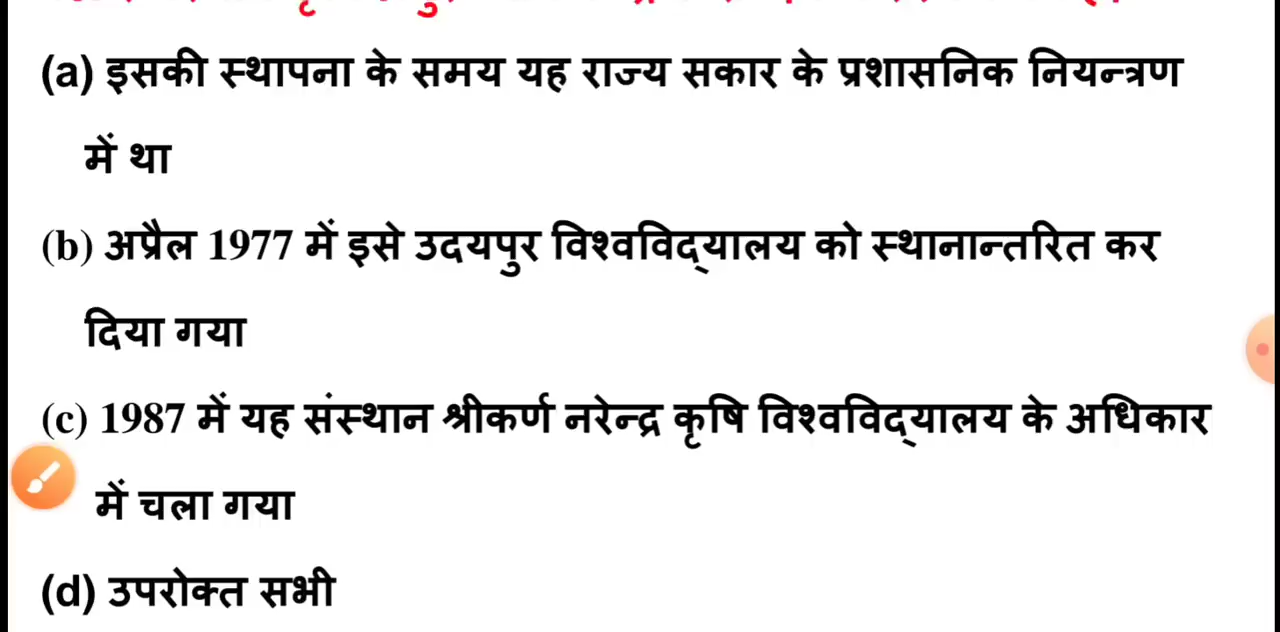 (a) इसकी स्थापना के समय यह राज्य सकार के प्रशासनिक नियन्त्रण
में था
(b) अप्रैल 1977 में इसे उदयपुर विश्वविद्यालय को स्थानान्तरित कर
दिया गया
(c) 1987 में यह संस्थान श्रीकर्ण नरेन्द्र कृषि विश्वविद्यालय के अधिकार
में चला गया
(d) उपरोक्त सभी